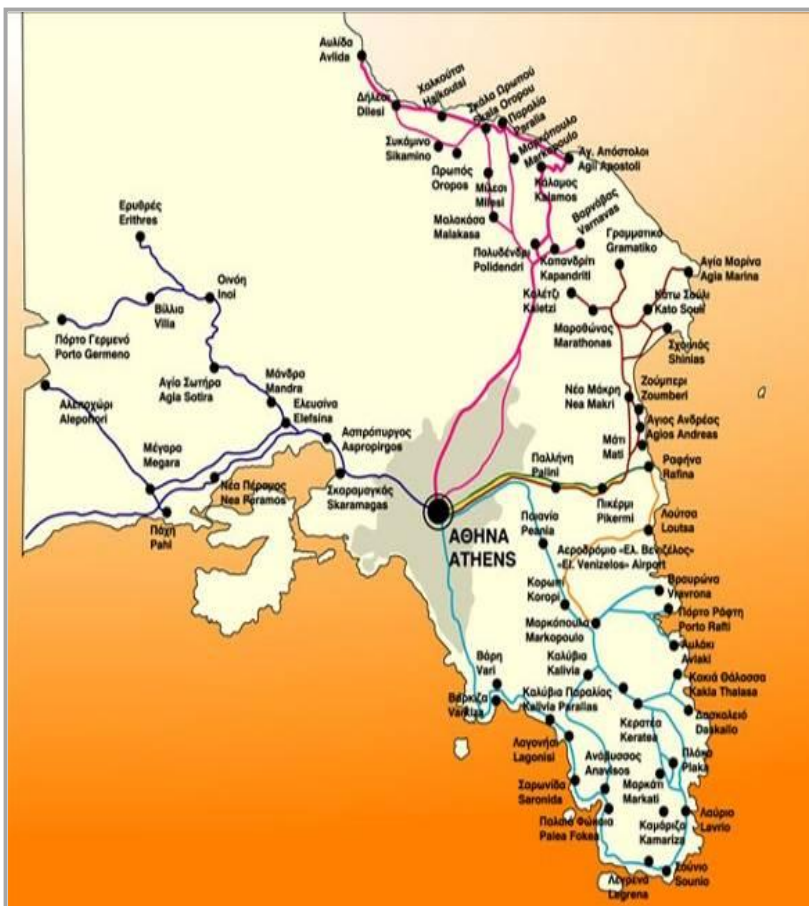 Αυλίδα
Avlida
Χαλκούτσι
Halkoutsi
Σκάλα Ωρωπού
Skala Oropou
Παραλία
Paralia
Μαρκόπουλο
Markopoulo
Δήλεσι
Dilesi
Συκάμινο
Sikamino
Ωρωπός
Oropos
Μίλεσι
Milesi
Μαλακάσα
Malakasa
Αγ. Απόστολοι
Agii Apostoli
Κάλαμος
Kalamos
Βαρνάβας
Varnavas
Γραμματικό
Gramatiko
Πολυδένδρι
Polidendri
Καπανδρίτι
Kapandriti
Αγία Μαρίνα
Agia Marina
Καλέτζι
Kaletzi
Κάτω Σούλι
Kato Souli
Μαραθώνας
Marathonas
Σχοινιάς
Shinias
Ερυθρές
Erithres
Οινόη
Inoi
Βίλλια
Vilia
Πόρτο Γερμενό
Porto Germeno
Αγία Σωτήρα
Agia Sotira
Μάνδρα
Mandra
Ελευσίνα
Elefsina
Αλεποχώρι
Alepohori
Ασπρόπυργος
Aspropirgos
Μέγαρα
Megara
Νέα Πέραμος
Nea Peramos
Σκαραμαγκάς
Skaramagas
Πάχη
Pahi
Νέα Μάκρη
Nea Makri
Ζούμπερι
Zoumberi
Αγιος Ανδρέας
Agios Andreas
Μάτι
Mati
Παλλήνη
Palini
Ραφήνα
Rafina
Πικέρμι
Pikermi
ΑΘΗΝΑ
ATHENS
Παιανία
Peania
Λούτσα
Loutsa
Αεροδρόμιο «Ελ. Βενιζέλος»
«El. Venizelos» Airport
Κορωπί
Koropi
Βραυρώνα
Vravrona
Πόρτο Ράφτη
Porto Rafti
Μαρκόπουλο
Markopoulo
Αυλάκι
Avlaki
Βάρη
Vari
Καλύβια
Kalivia
Κακιά Θάλασσα
Kakia Thalasa
Βάρκιζα
Varkiza
Καλύβια Παραλίας
Kalivia Paralias
Δασκαλειό
Daskalio
Κερατέα
Keratea
Λαγονήσι
Lagonisi
Ανάβυσσος
Anavisos
Πλάκα
Plaka
Σαρωνίδα
Saronida
Μαρκάτι
Markati
Παλαιά Φώκαια
Palea Fokea
Καμάριζα
Kamariza
Λαύριο
Lavrio
Λεγρενά
Legrena
Σούνιο
Sounio
a